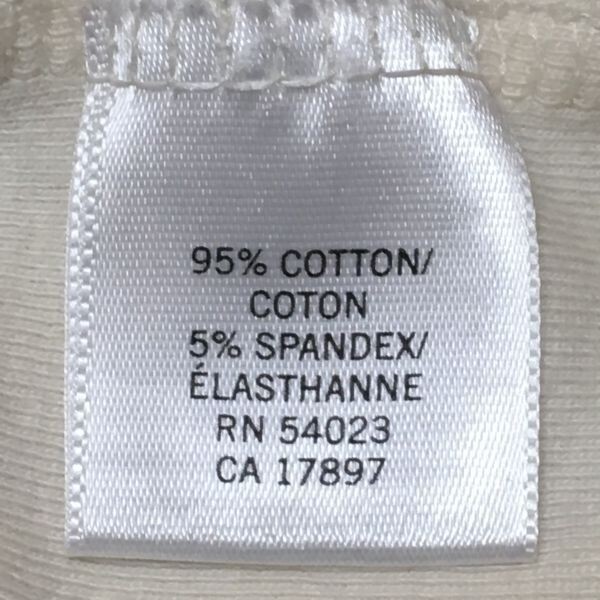 95% COTTON/
COTON
5% SPANDEX/
ÉLASTHANNE
RN 54023
CA 17897